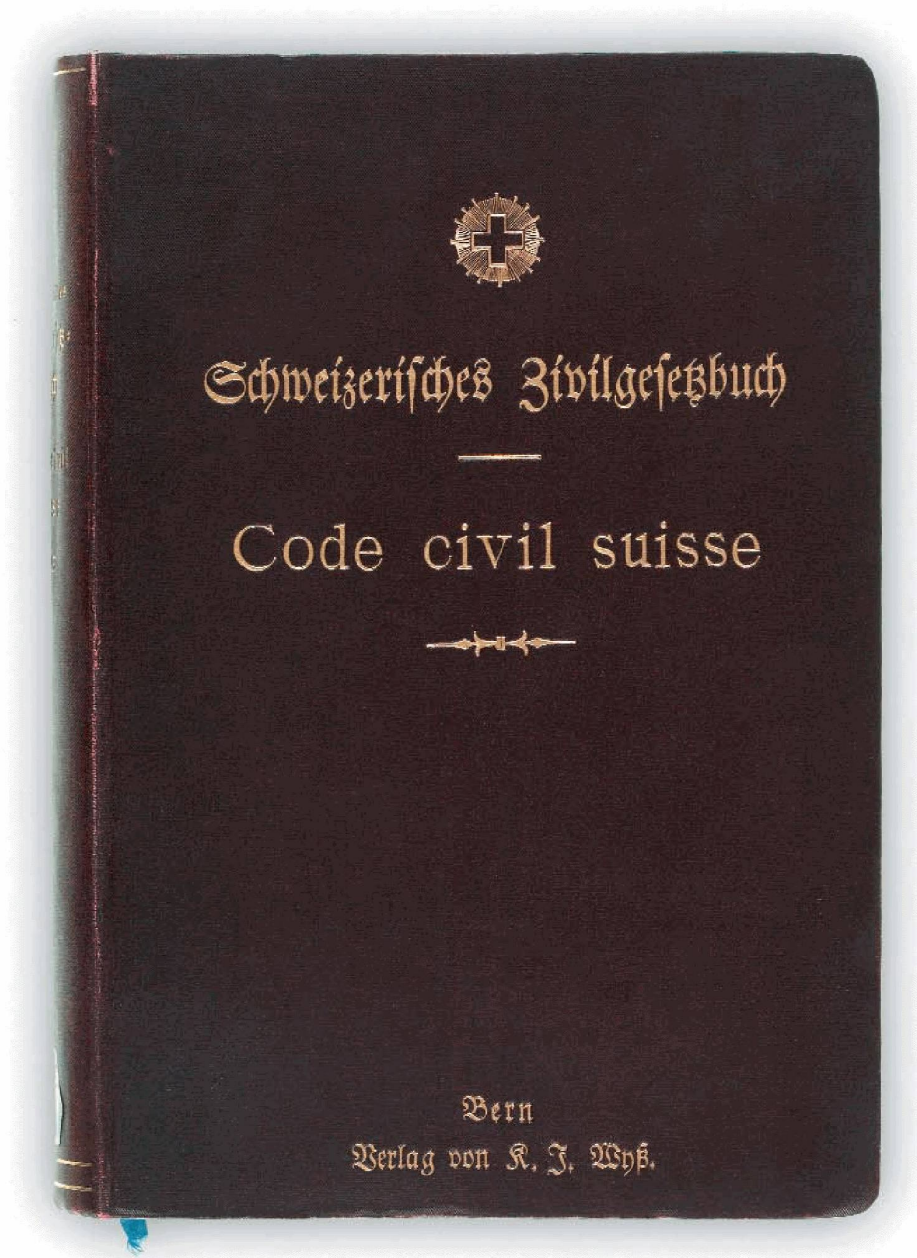 Schweizerisches Zivilgesetzbuch
Code civil suisse
Bern
Verlag von K. J. Wyß.